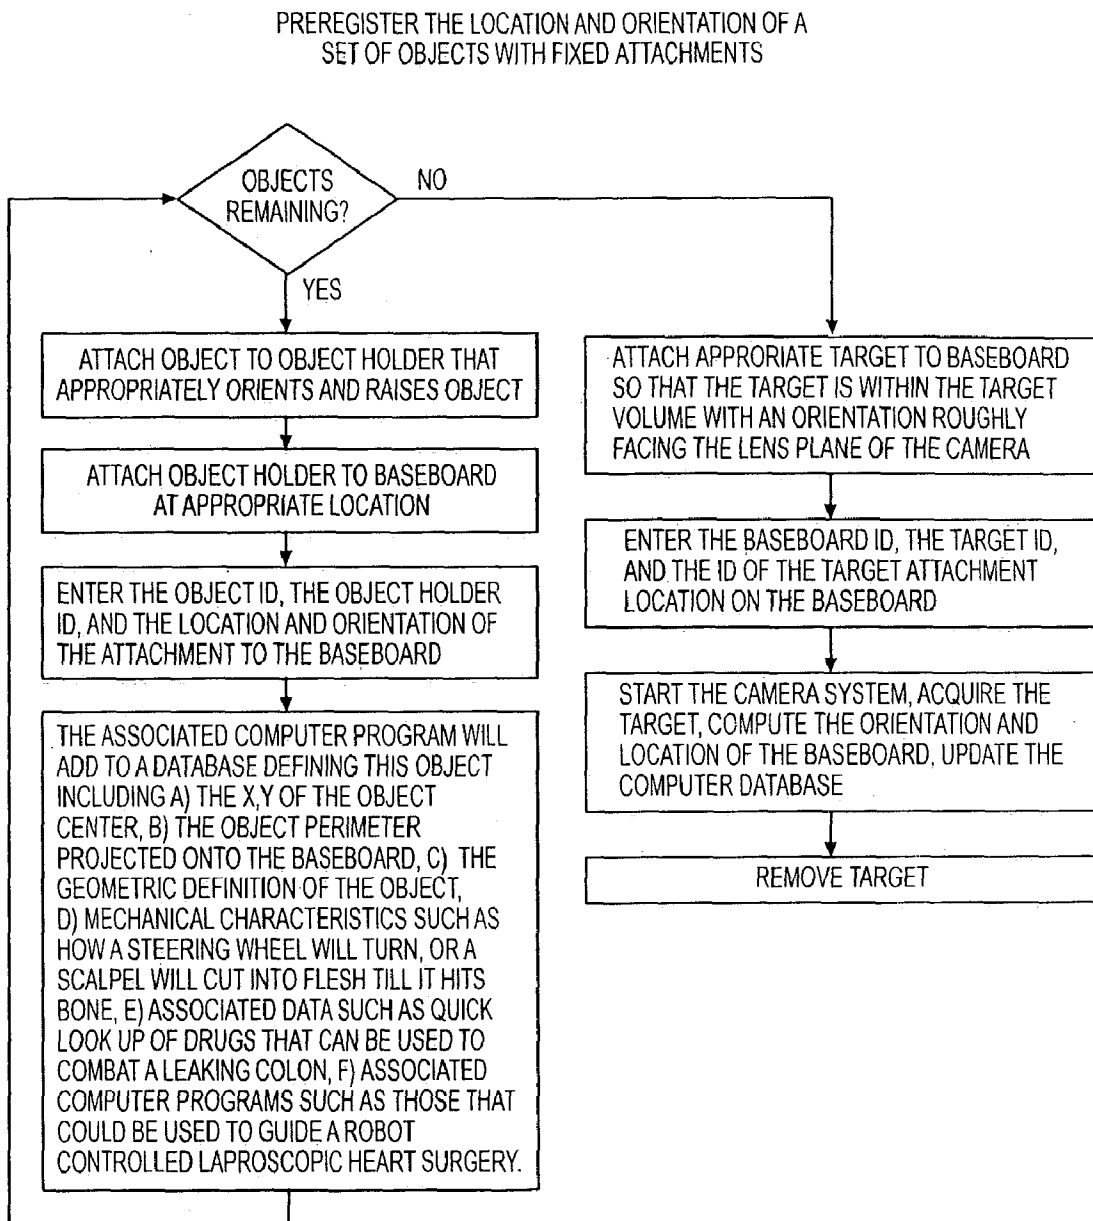 PREREGISTER THE LOCATION AND ORIENTATION OF A
SET OF OBJECTS WITH FIXED ATTACHMENTS
OBJECTS
REMAINING?
NO
YES
ATTACH OBJECT TO OBJECT HOLDER THAT
APPROPRIATELY ORIENTS AND RAISES OBJECT
ATTACH OBJECT HOLDER TO BASEBOARD
AT APPROPRIATE LOCATION
ENTER THE OBJECT ID, THE OBJECT HOLDER
ID, AND THE LOCATION AND ORIENTATION OF
THE ATTACHMENT TO THE BASEBOARD
THE ASSOCIATED COMPUTER PROGRAM WILL
ADD TO A DATABASE DEFINING THIS OBJECT
INCLUDING A) THE X,Y OF THE OBJECT
CENTER, B) THE OBJECT PERIMETER
PROJECTED ONTO THE BASEBOARD, C) THE
GEOMETRIC DEFINITION OF THE OBJECT,
D) MECHANICAL CHARACTERISTICS SUCH AS
HOW A STEERING WHEEL WILL TURN, OR A
SCALPEL WILL CUT INTO FLESH TILL IT HITS
BONE, E) ASSOCIATED DATA SUCH AS QUICK
LOOK UP OF DRUGS THAT CAN BE USED TO
COMBAT A LEAKING COLON, F) ASSOCIATED
COMPUTER PROGRAMS SUCH AS THOSE THAT
COULD BE USED TO GUIDE A ROBOT
CONTROLLED LAPROSCOPIC HEART SURGERY.
ATTACH APPRORIATE TARGET TO BASEBOARD
SO THAT THE TARGET IS WITHIN THE TARGET
VOLUME WITH AN ORIENTATION ROUGHLY
FACING THE LENS PLANE OF THE CAMERA
ENTER THE BASEBOARD ID, THE TARGET ID,
AND THE ID OF THE TARGET ATTACHMENT
LOCATION ON THE BASEBOARD
START THE CAMERA SYSTEM, ACQUIRE THE
TARGET, COMPUTE THE ORIENTATION AND
LOCATION OF THE BASEBOARD, UPDATE THE
COMPUTER DATABASE
REMOVE TARGET